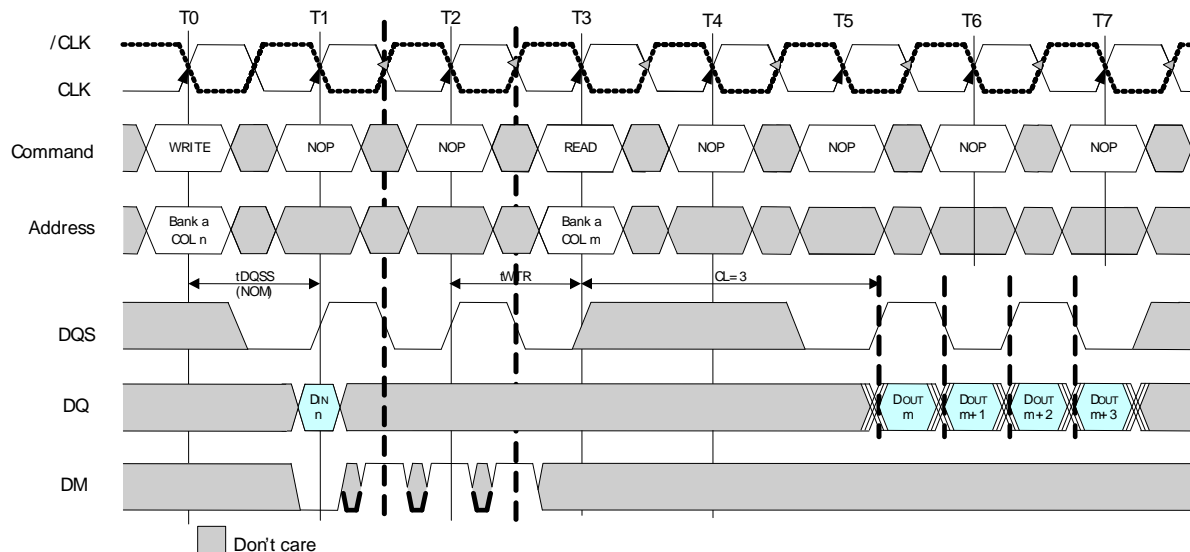 T0 T1 T2 T3 T4 T5 T6 T7
/CLK
CLK
Command WRITE NOP NOP READ NOP NOP NOP NOP
Address Bank a COL n Bank a COL m
tDQSS (NOM) tWTR CL= 3
DQS
DQ DIN n DOUT m DOUT m+1 DOUT m+2 DOUT m+3
DM
Don't care